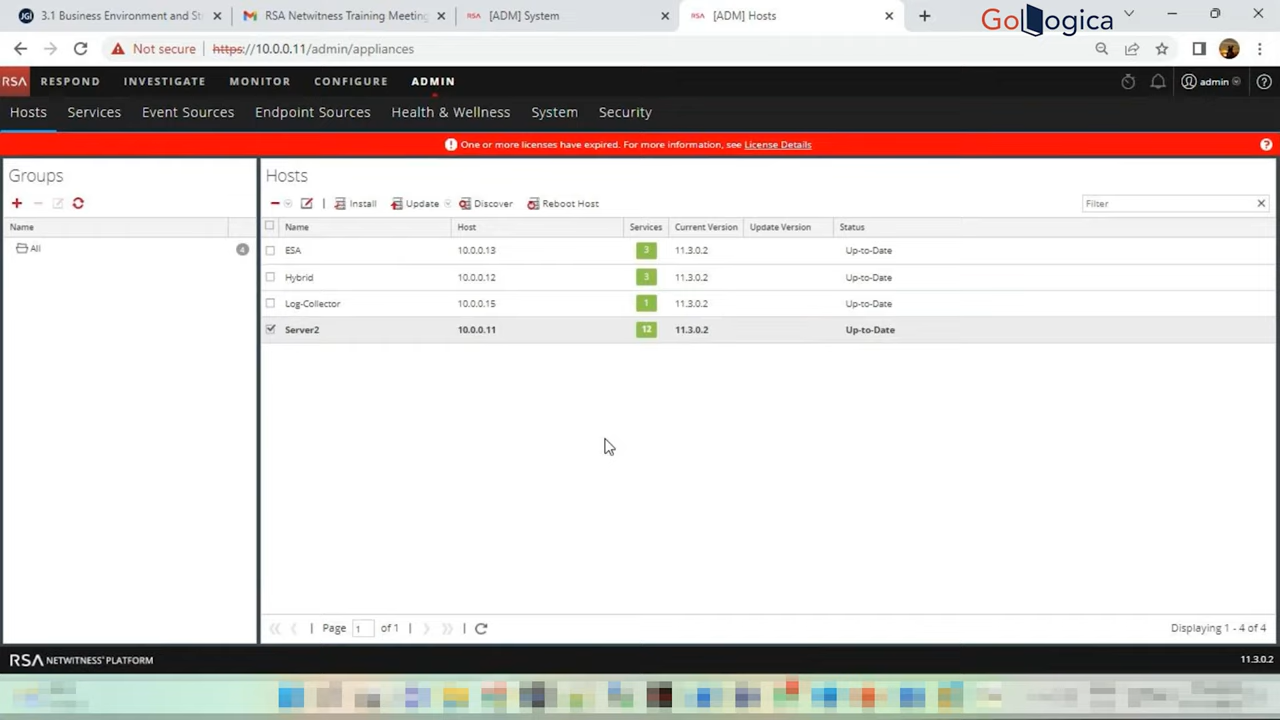 3.1 Business Environment and St
RSA Netwitness Training Meeting
[ADM] System
[ADM] Hosts
GoLogica
Not secure
https://10.0.0.11/admin/appliances
RSA
RESPOND
INVESTIGATE
MONITOR
CONFIGURE
ADMIN
admin
Hosts
Services
Event Sources
Endpoint Sources
Health & Wellness
System
Security
One or more licenses have expired. For more information, see License Details
Groups
Name
All 4
Hosts
Install Update Discover Reboot Host
Filter
Name Host Services Current Version Update Version Status
ESA 10.0.0.13 3 11.3.0.2 Up-to-Date
Hybrid 10.0.0.12 3 11.3.0.2 Up-to-Date
Log-Collector 10.0.0.15 1 11.3.0.2 Up-to-Date
Server2 10.0.0.11 12 11.3.0.2 Up-to-Date
Page 1 of 1
Displaying 1 - 4 of 4
RSA NETWITNESS® PLATFORM
11.3.0.2